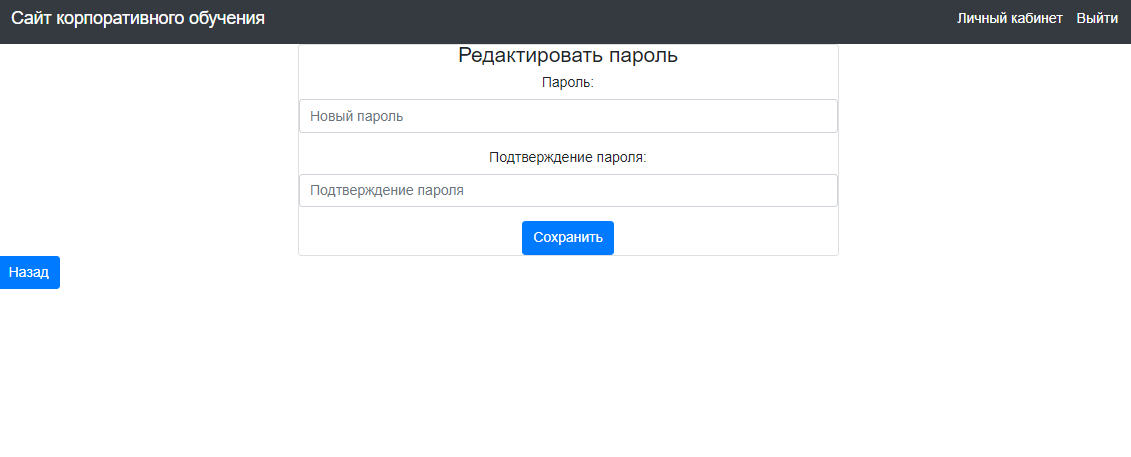 Сайт корпоративного обучения
Личный кабинет Выйти
Редактировать пароль
Пароль:
Новый пароль
Подтверждение пароля:
Подтверждение пароля
Сохранить
Назад